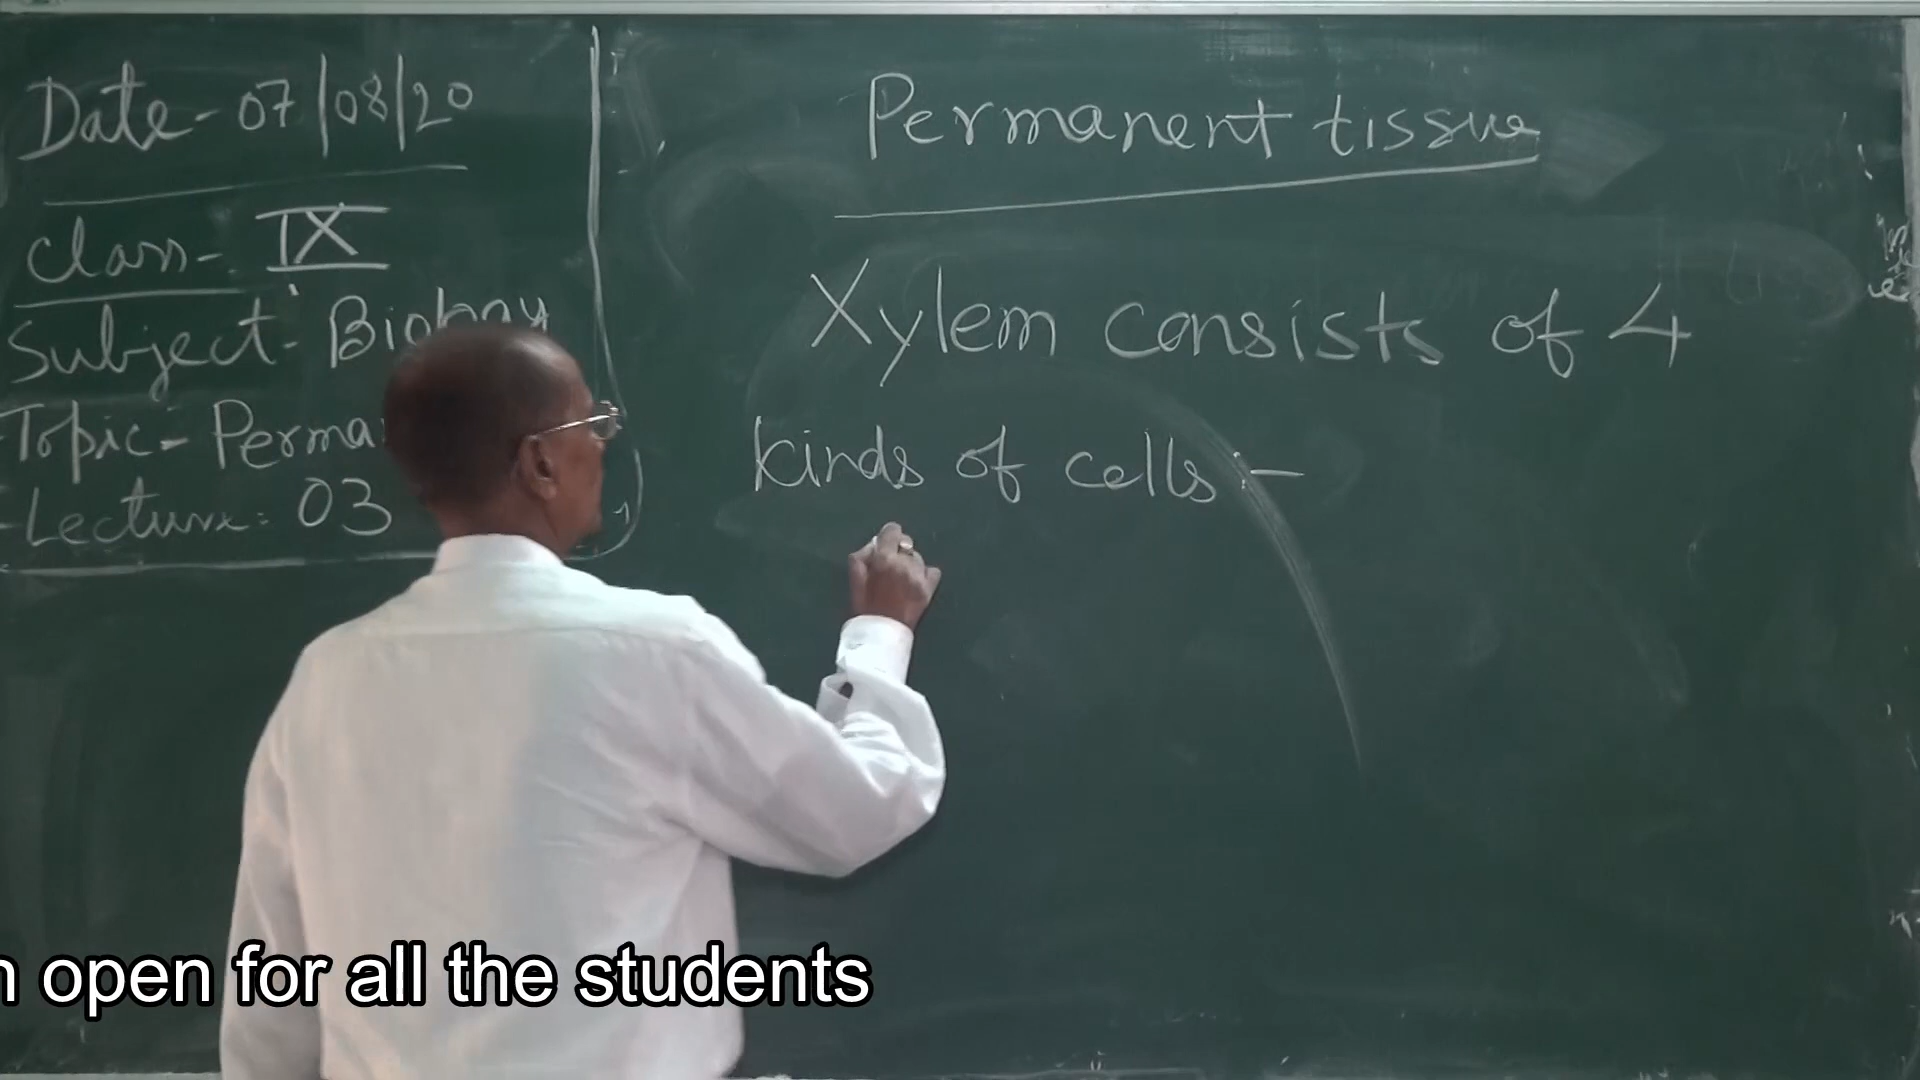 Date- 07/08/20
Class- IX
Subject- Biology
Topic- Perma
Lecture: 03
Permanent tissue
Xylem consists of 4
kinds of cells :-
open for all the students